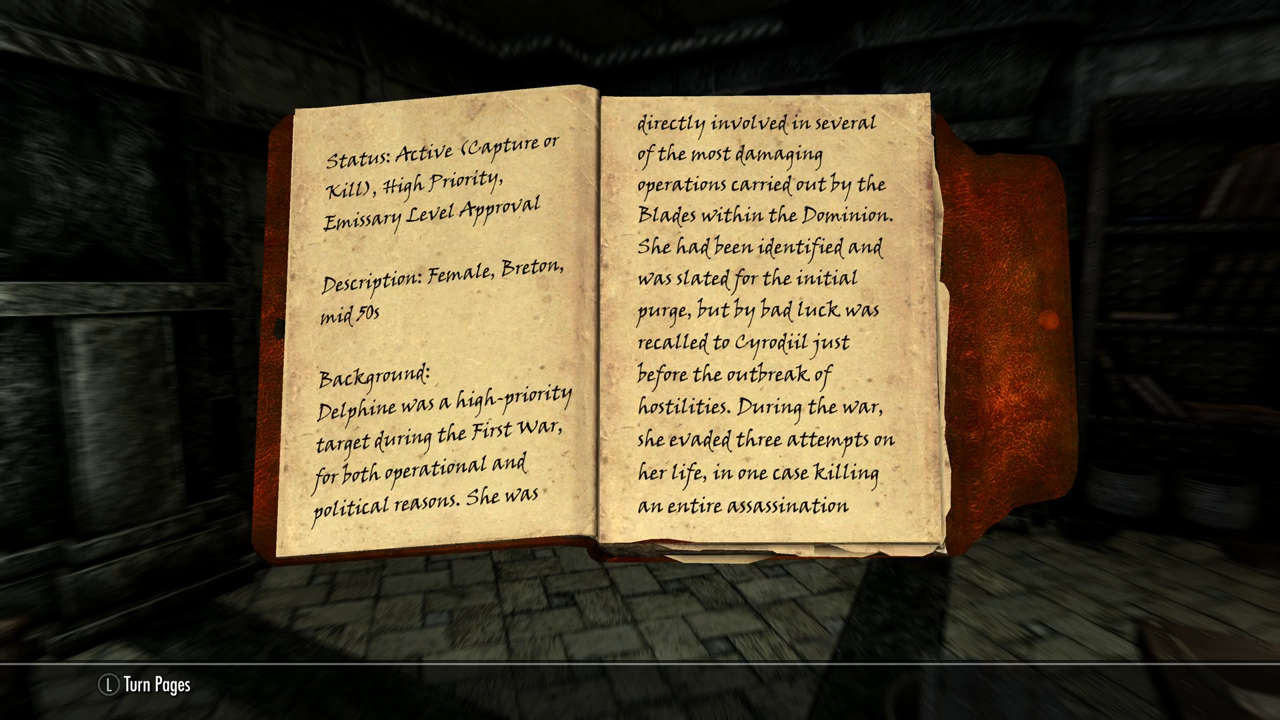 Status: Active (Capture or
Kill), High Priority,
Emissary Level Approval
Description: Female, Breton,
mid 50s
Background:
Delphine was a high-priority
target during the First War,
for both operational and
political reasons. She was
directly involved in several
of the most damaging
operations carried out by the
Blades within the Dominion.
She had been identified and
was slated for the initial
purge, but by bad luck was
recalled to Cyrodiil just
before the outbreak of
hostilities. During the war,
she evaded three attempts on
her life, in one case killing
an entire assassination
L Turn Pages